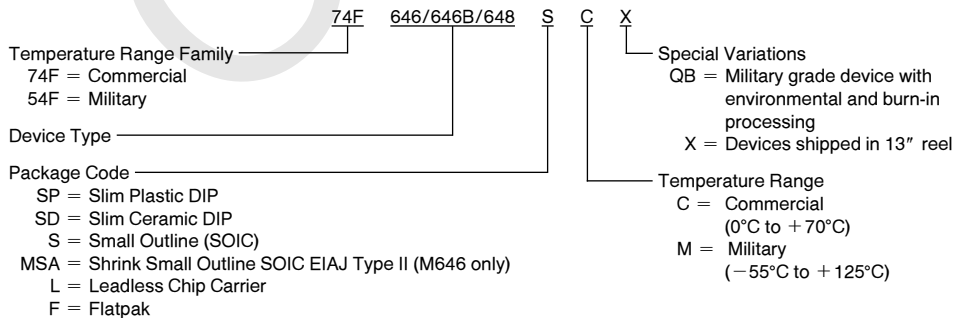 74F 646/646B/648 S C X
Temperature Range Family
74F = Commercial
54F = Military
Device Type
Package Code
SP = Slim Plastic DIP
SD = Slim Ceramic DIP
S = Small Outline (SOIC)
MSA = Shrink Small Outline SOIC EIAJ Type II (M646 only)
L = Leadless Chip Carrier
F = Flatpak
Special Variations
QB = Military grade device with
environmental and burn-in
processing
X = Devices shipped in 13″ reel
Temperature Range
C = Commercial
(0°C to +70°C)
M = Military
(−55°C to +125°C)